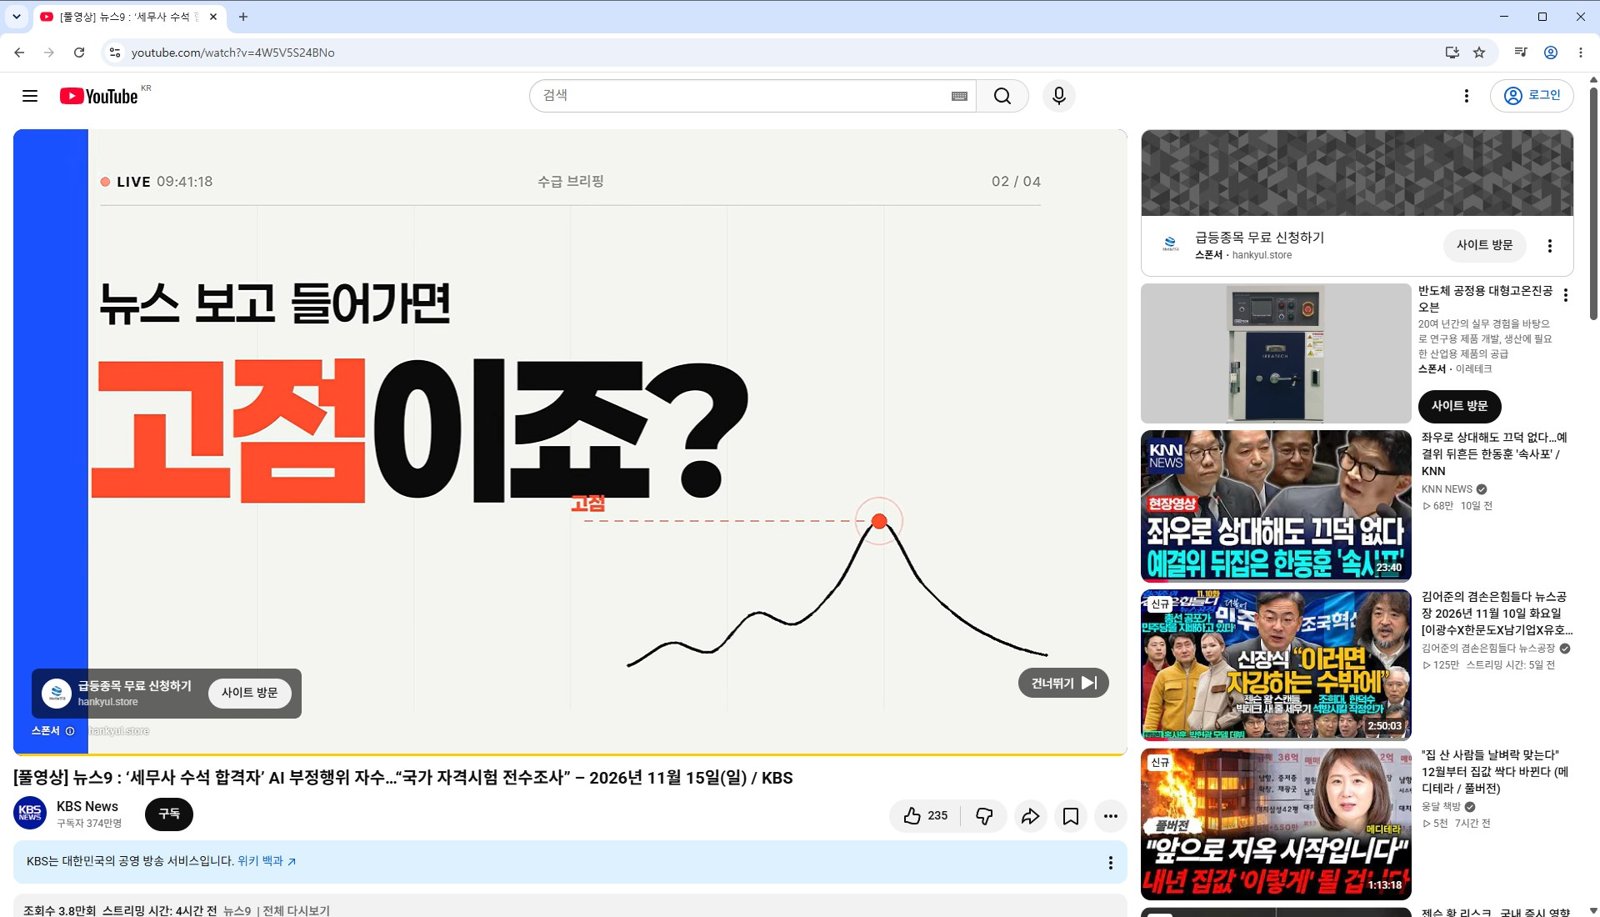 [풀영상] 뉴스9 : ‘세무사 수석 합
youtube.com/watch?v=4W5V5S24BNo
YouTube KR
검색
로그인
LIVE 09:41:18
수급 브리핑
02 / 04
뉴스 보고 들어가면
고점이죠?
고점
급등종목 무료 신청하기
hankyul.store
사이트 방문
건너뛰기
스폰서
hankyul.store
[풀영상] 뉴스9 : ‘세무사 수석 합격자’ AI 부정행위 자수...“국가 자격시험 전수조사” – 2026년 11월 15일(일) / KBS
KBS NEWS
KBS News
구독자 374만명
구독
235
KBS는 대한민국의 공영 방송 서비스입니다. 위키 백과
조회수 3.8만회 스트리밍 시간: 4시간 전 뉴스9 | 전체 다시보기
급등종목 무료 신청하기
스폰서 · hankyul.store
사이트 방문
반도체 공정용 대형고온진공
오븐
20여 년간의 실무 경험을 바탕으
로 연구용 제품 개발, 생산에 필요
한 산업용 제품의 공급
스폰서 · 이레테크
사이트 방문
KNN
NEWS
현장영상
좌우로 상대해도 끄덕 없다
예결위 뒤집은 한동훈 '속사포'
23:40
좌우로 상대해도 끄덕 없다...예
결위 뒤흔든 한동훈 '속사포' /
KNN
KNN NEWS
68만 10일 전
신규
신장식 “이러면
자강하는 수밖에”
2:50:03
김어준의 겸손은힘들다 뉴스공
장 2026년 11월 10일 화요일
[이광수X한문도X남기업X유호...
김어준의 겸손은힘들다 뉴스공장
125만 스트리밍 시간: 5일 전
신규
풀버전
메디테라
"앞으로 지옥 시작입니다"
내년 집값 '이렇게' 될 겁니다
1:13:18
"집 산 사람들 날벼락 맞는다"
12월부터 집값 싹다 바뀐다 (메
디테라 / 풀버전)
웅달 책방
5천 7시간 전
젠슨 황 리스크, 국내 증시 영향